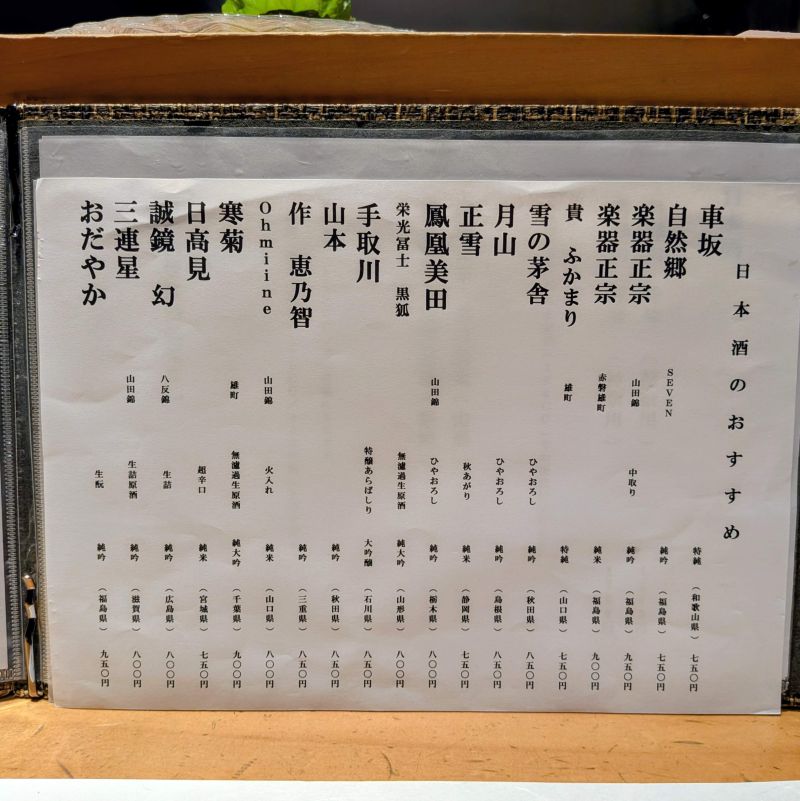 日本酒のおすすめ
車坂 特純 (和歌山県) 七五〇円
自然郷 SEVEN 純吟 (福島県) 七五〇円
楽器正宗 山田錦 中取り 純吟 (福島県) 九五〇円
楽器正宗 赤磐雄町 純米 (福島県) 九〇〇円
貴 ふかまり 雄町 特純 (山口県) 七五〇円
雪の茅舎 ひやおろし 純吟 (秋田県) 八五〇円
月山 ひやおろし 純吟 (島根県) 八〇〇円
正雪 秋あがり 純米 (静岡県) 七五〇円
鳳凰美田 山田錦 ひやおろし 純吟 (栃木県) 八〇〇円
栄光冨士 黒狐 無濾過生原酒 純大吟 (山形県) 八〇〇円
手取川 特醸あらばしり 大吟醸 (石川県) 八五〇円
山本 純吟 (秋田県) 八五〇円
作 恵乃智 純吟 (三重県) 八〇〇円
Ohmiine 山田錦 火入れ 純米 (山口県) 八〇〇円
寒菊 雄町 無濾過生原酒 純大吟 (千葉県) 九〇〇円
日高見 超辛口 純米 (宮城県) 七五〇円
誠鏡 幻 八反錦 生詰 純吟 (広島県) 八〇〇円
三連星 山田錦 生詰原酒 純吟 (滋賀県) 八〇〇円
おだやか 生酛 純吟 (福島県) 九五〇円